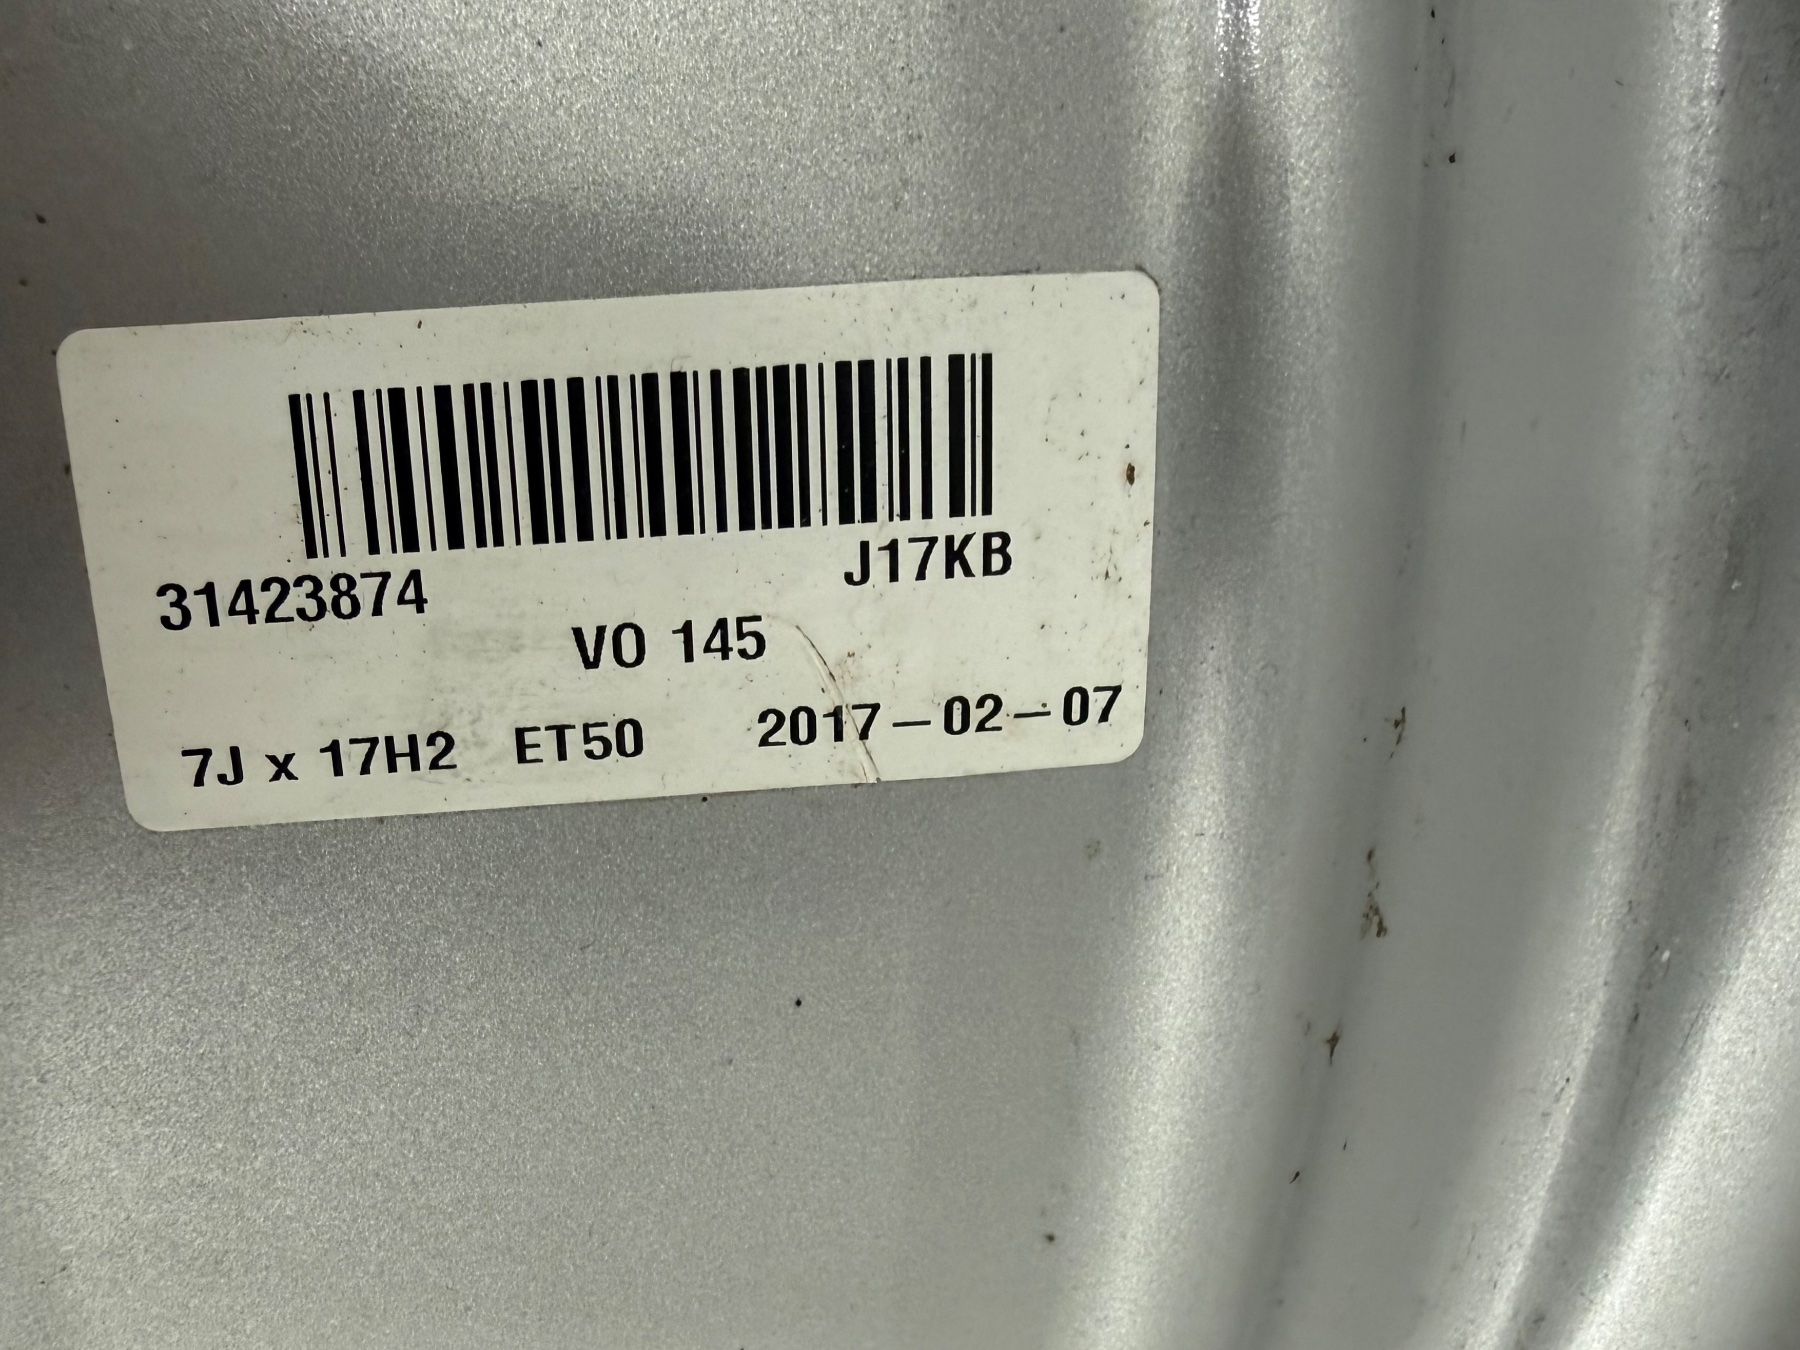 31423874 J17KB
VO 145
7J x 17H2 ET50 2017-02-07